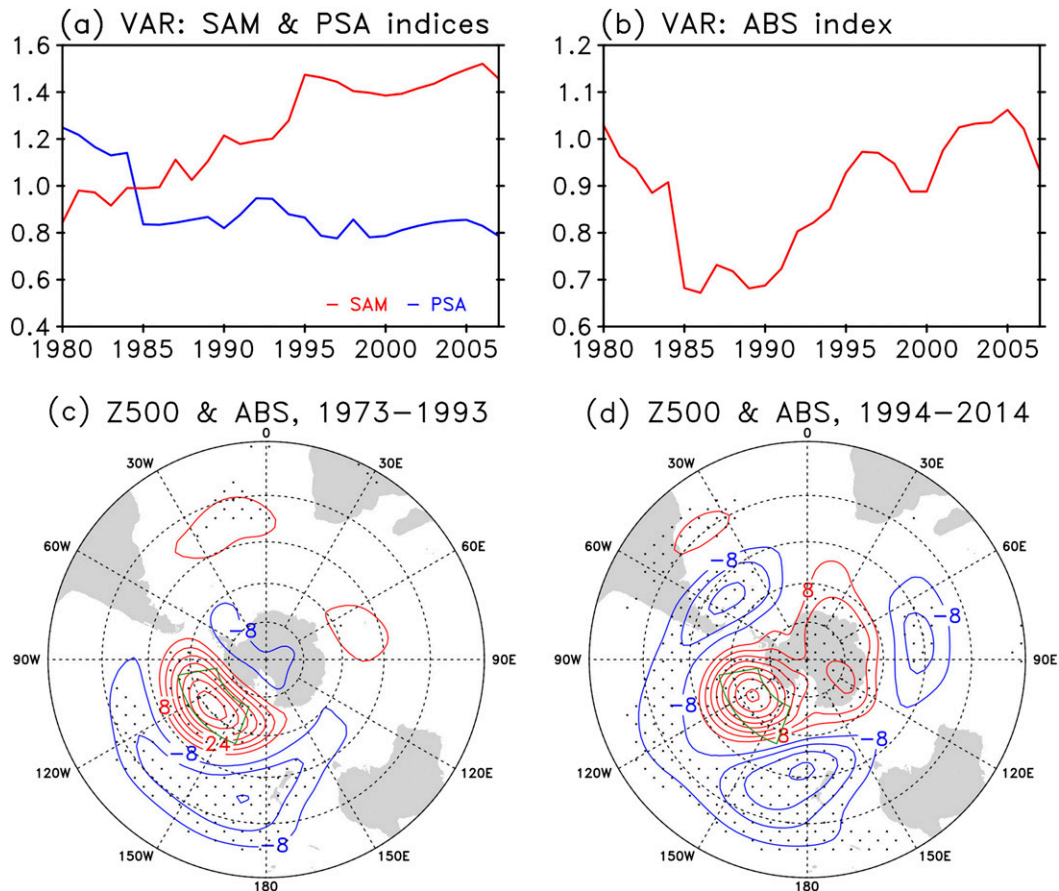 (a) VAR: SAM & PSA indices
1.6
1.4
1.2
1.0
0.8
0.6
0.4
1980 1985 1990 1995 2000 2005
— SAM — PSA
(b) VAR: ABS index
1.2
1.1
1.0
0.9
0.8
0.7
0.6
1980 1985 1990 1995 2000 2005
(c) Z500 & ABS, 1973–1993
0
30W 30E
60W 60E
-8
90W 90E
8
24
-8
120W 120E
-8
150W 150E
180
(d) Z500 & ABS, 1994–2014
0
30W 30E
60W 60E
-8
8
-8
90W 90E
-8
8
-8
120W 120E
150W 150E
180